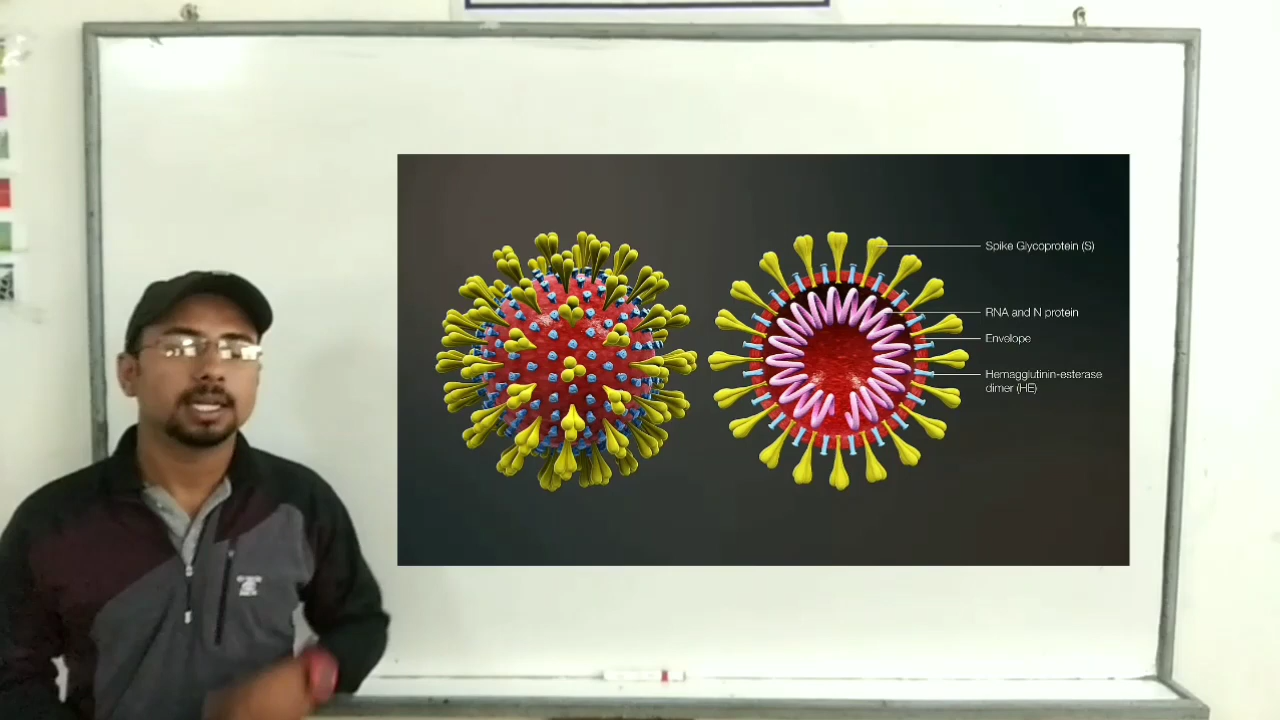 Spike Glycoprotein (S)
RNA and N protein
Envelope
Hemagglutinin-esterase
dimer (HE)